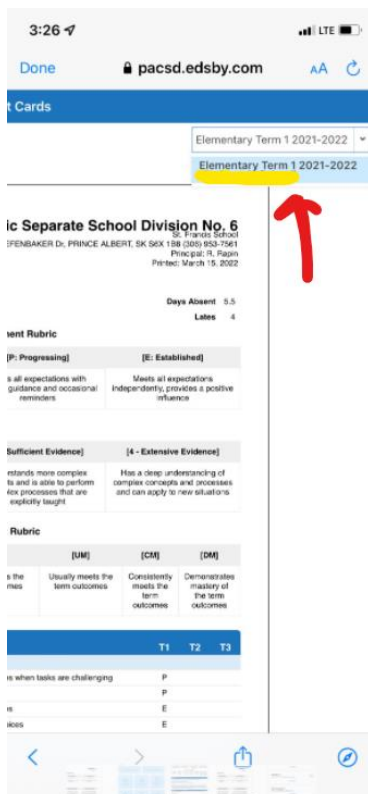 3:26
LTE
Done
pacsd.edsby.com
AA
t Cards
Elementary Term 1 2021-2022
Elementary Term 1 2021-2022
ic Separate School Division No. 6
St. Francis School
EFENBAKER Dr, PRINCE ALBERT, SK S6X 1B8 (306) 953-7561
Principal: R. Rapin
Printed: March 15, 2022
Days Absent 5.5
Lates 4
ment Rubric
[P: Progressing] [E: Established]
s all expectations with guidance and occasional reminders
Meets all expectations independently, provides a positive influence
Sufficient Evidence] [4 - Extensive Evidence]
rstands more complex
ts and is able to perform
lex processes that are
explicitly taught
Has a deep understanding of
complex concepts and processes
and can apply to new situations
Rubric
[UM] [CM] [DM]
s the
mes
Usually meets the
term outcomes
Consistently
meets the
term
outcomes
Demonstrates
mastery of
the term
outcomes
T1 T2 T3
s when tasks are challenging P
P
es E
oices E